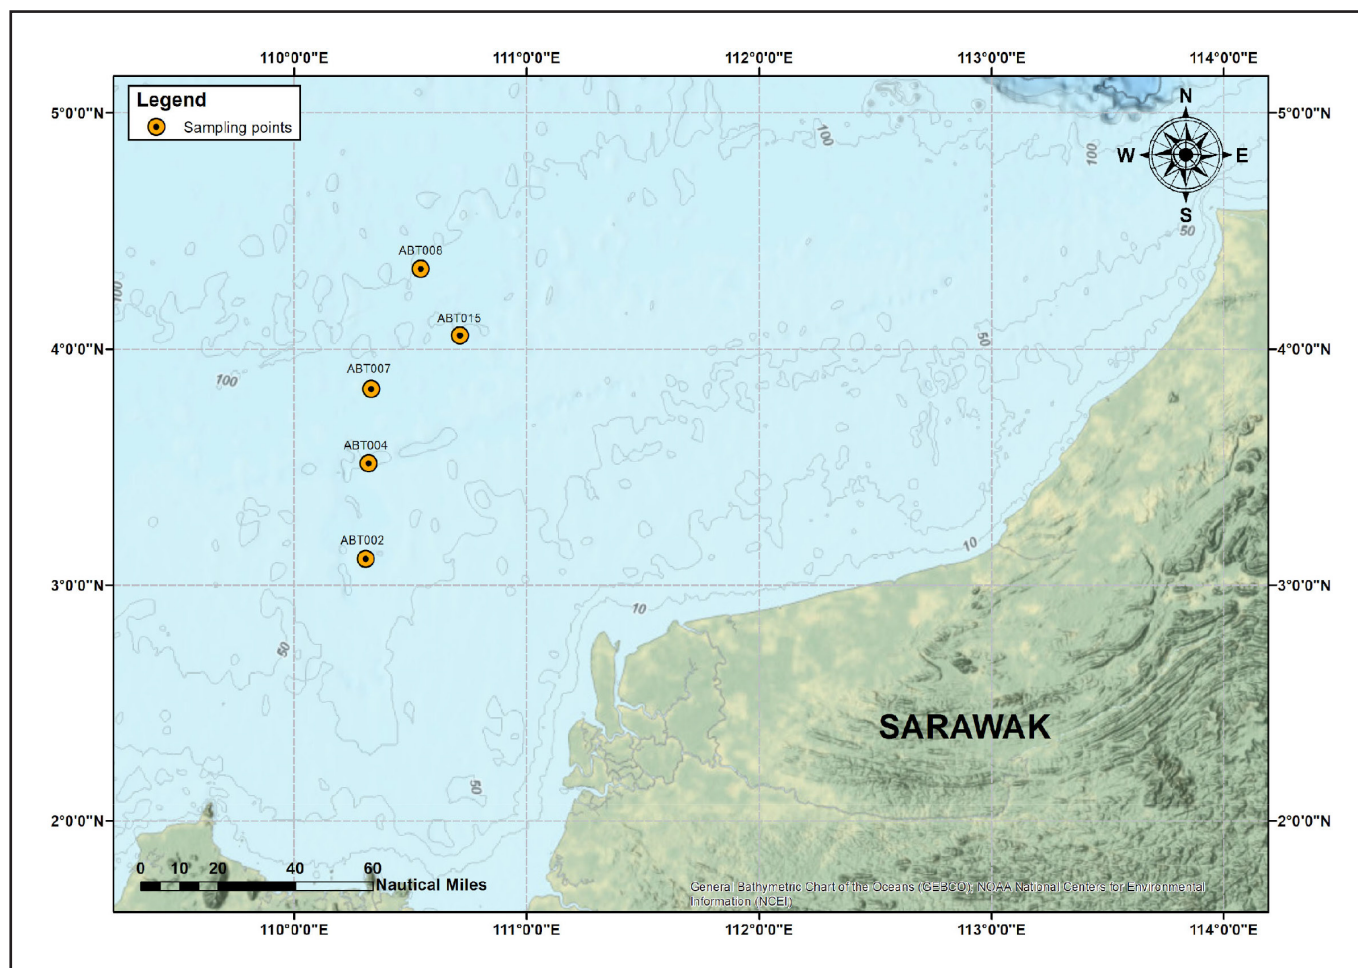 110°0'0"E 111°0'0"E 112°0'0"E 113°0'0"E 114°0'0"E
Legend
Sampling points
5°0'0"N 5°0'0"N
N
W E
S
100
100
50
ABT008
100
ABT015
50
4°0'0"N 4°0'0"N
ABT007
100
ABT004
ABT002
10
3°0'0"N 3°0'0"N
10
50
SARAWAK
50
2°0'0"N 2°0'0"N
0 10 20 40 60
Nautical Miles
General Bathymetric Chart of the Oceans (GEBCO); NOAA National Centers for Environmental
Information (NCEI)
110°0'0"E 111°0'0"E 112°0'0"E 113°0'0"E 114°0'0"E